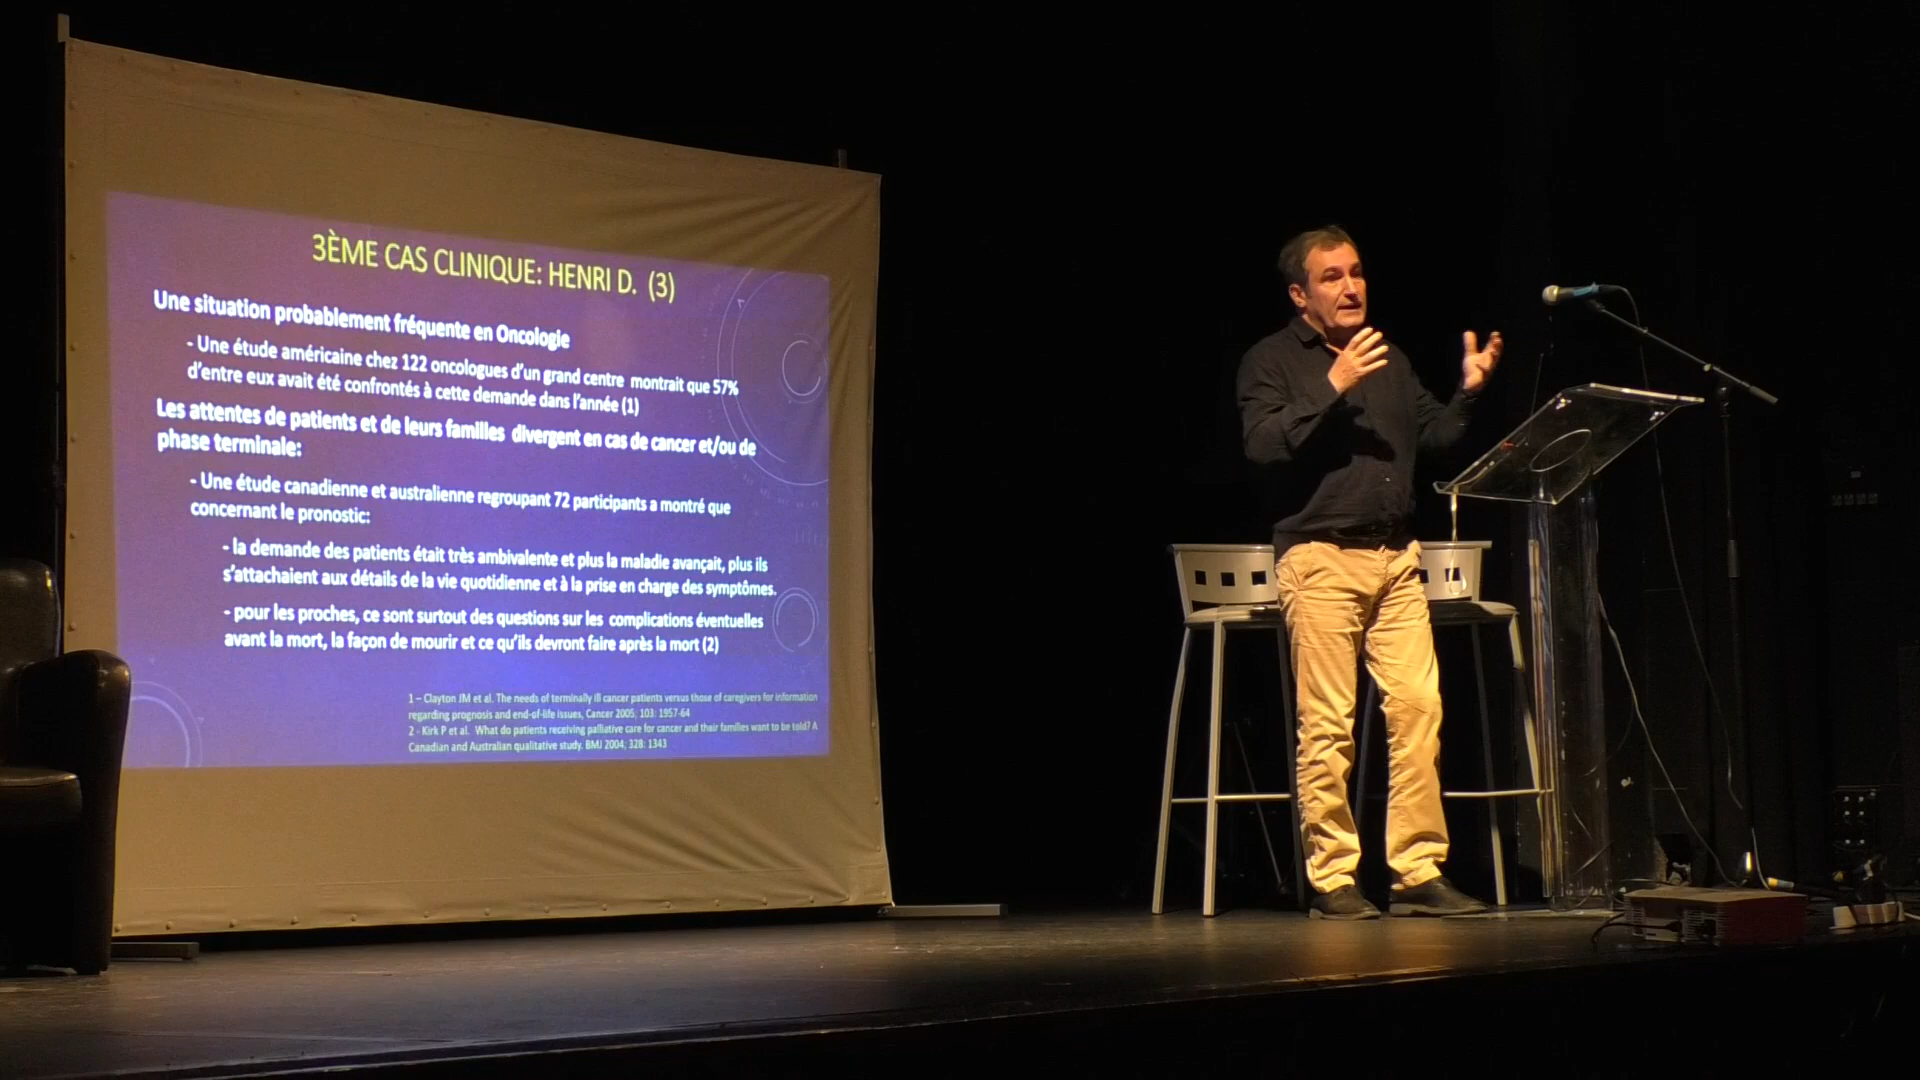 3ÈME CAS CLINIQUE: HENRI D. (3)
Une situation probablement fréquente en Oncologie
- Une étude américaine chez 122 oncologues d'un grand centre montrait que 57%
d'entre eux avait été confrontés à cette demande dans l'année (1)
Les attentes de patients et de leurs familles divergent en cas de cancer et/ou de
phase terminale:
- Une étude canadienne et australienne regroupant 72 participants a montré que
concernant le pronostic:
- la demande des patients était très ambivalente et plus la maladie avançait, plus ils
s'attachaient aux détails de la vie quotidienne et à la prise en charge des symptômes.
- pour les proches, ce sont surtout des questions sur les complications éventuelles
avant la mort, la façon de mourir et ce qu'ils devront faire après la mort (2)
1 – Clayton JM et al. The needs of terminally ill cancer patients versus those of caregivers for information
regarding prognosis and end-of-life issues, Cancer 2005; 103: 1957-64
2 - Kirk P et al. What do patients receiving palliative care for cancer and their families want to be told? A
Canadian and Australian qualitative study. BMJ 2004; 328: 1343